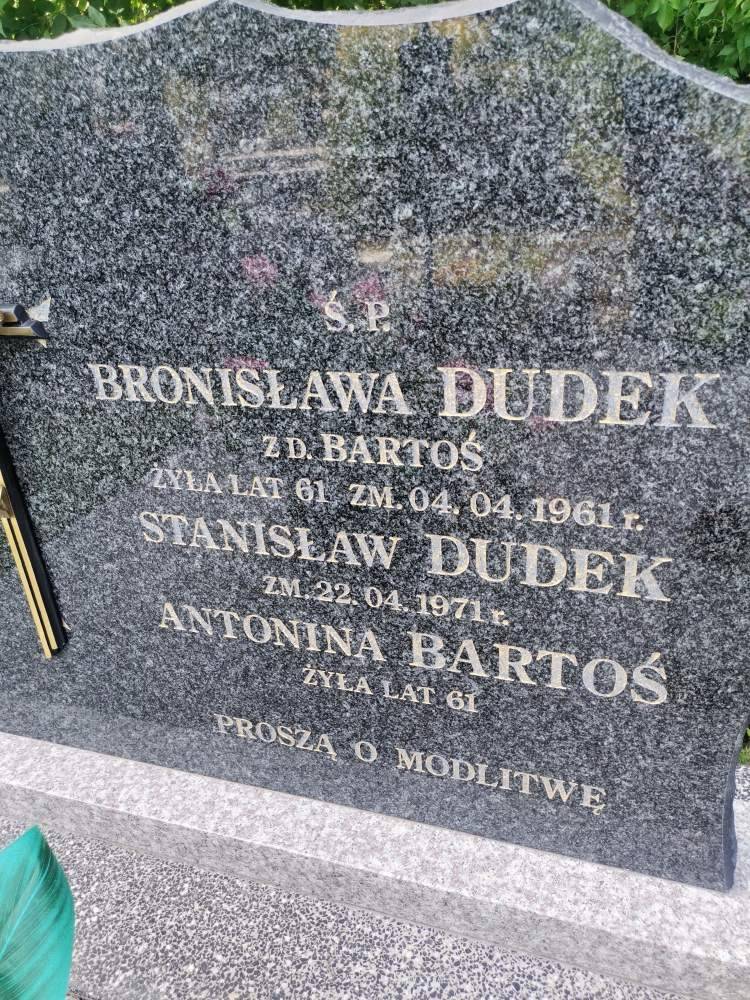 Ś. P.
BRONISŁAWA DUDEK
Z D. BARTOŚ
ŻYŁA LAT 61 ZM. 04. 04. 1961 r.
STANISŁAW DUDEK
ZM. 22. 04. 1971 r.
ANTONINA BARTOŚ
ŻYŁA LAT 61
PROSZĄ O MODLITWĘ